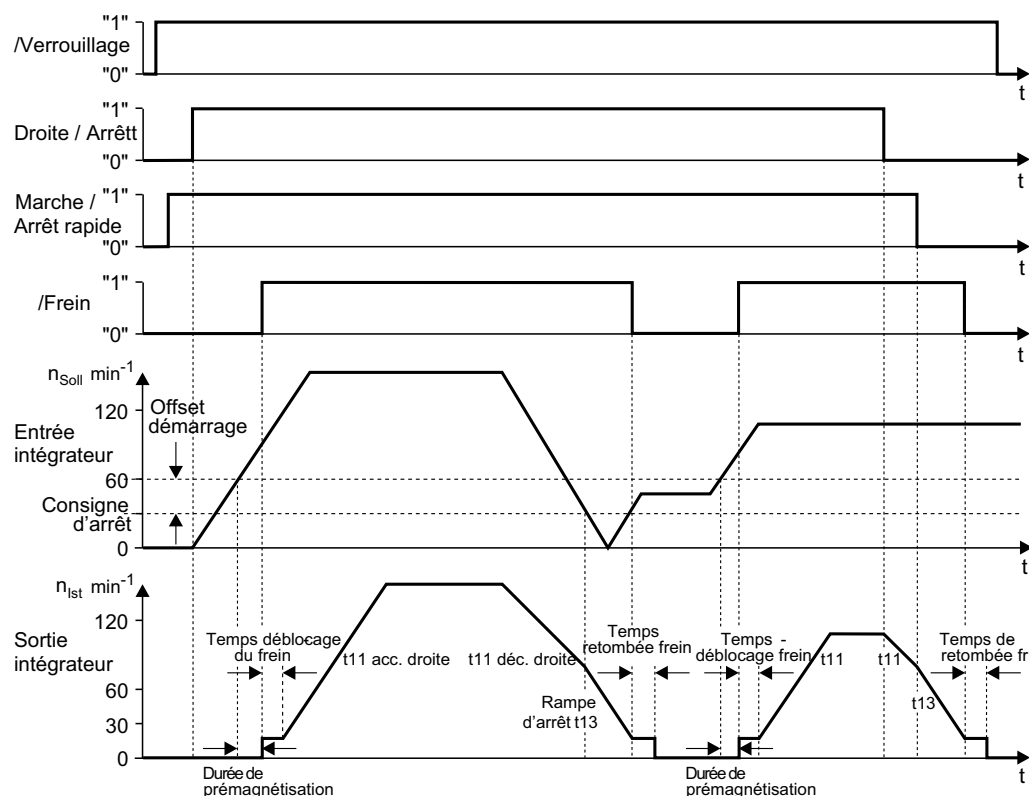 "1"
/Verrouillage
"0"
t
"1"
Droite / Arrêtt
"0"
t
Marche / "1"
Arrêt rapide
"0"
t
"1"
/Frein
"0"
t
nSoll min-1
120
Offset
démarrage
Entrée
intégrateur
60
Consigne
d'arrêt
0
t
nIst min-1
120
Sortie
intégrateur
Temps déblocage
du frein
t11 acc. droite
t11 déc. droite
Temps
retombée frein
Temps -
déblocage frein
t11
t11
Temps de
retombée fr
60
Rampe
d'arrêt t13
t13
30
0
t
Durée de
prémagnétisation
Durée de
prémagnétisation